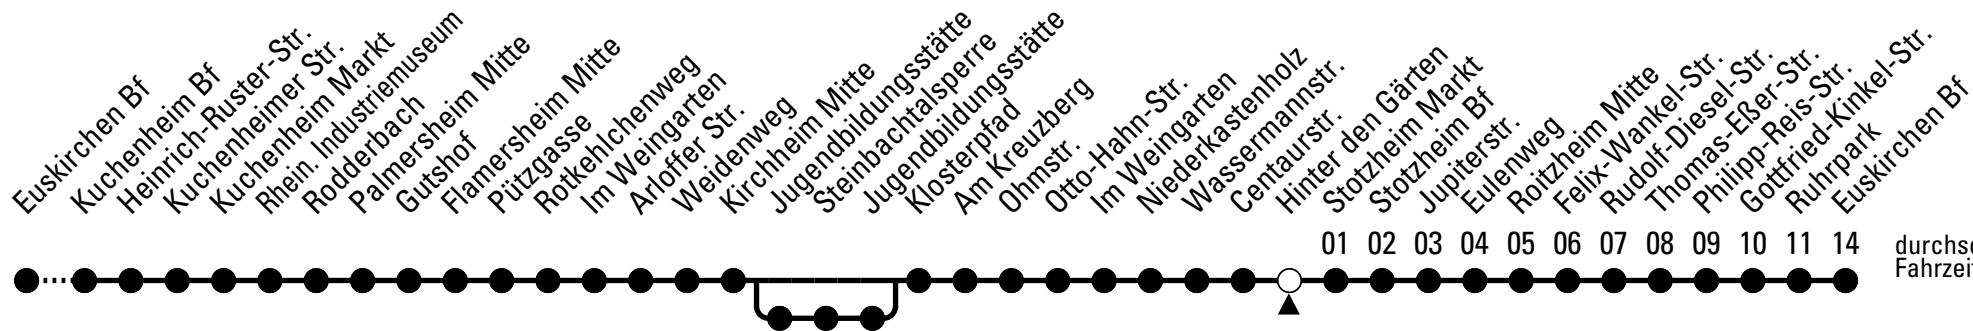 Euskirchen Bf
Kuchenheim Bf
Heinrich-Ruster-Str.
Kuchenheimer Str.
Kuchenheim Markt
Rhein. Industriemuseum
Rodderbach
Palmersheim Mitte
Gutshof
Flamersheim Mitte
Pützgasse
Rotkehlchenweg
Im Weingarten
Arloffer Str.
Weidenweg
Kirchheim Mitte
Jugendbildungsstätte
Steinbachtalsperre
Jugendbildungsstätte
Klosterpfad
Am Kreuzberg
Ohmstr.
Otto-Hahn-Str.
Im Weingarten
Niederkastenholz
Wassermannstr.
Centaurstr.
Hinter den Gärten
Stotzheim Markt
Stotzheim Bf
Jupiterstr.
Eulenweg
Roitzheim Mitte
Felix-Wankel-Str.
Rudolf-Diesel-Str.
Thomas-Eßer-Str.
Philipp-Reis-Str.
Gottfried-Kinkel-Str.
Ruhrpark
Euskirchen Bf
01 02 03 04 05 06 07 08 09 10 11 14